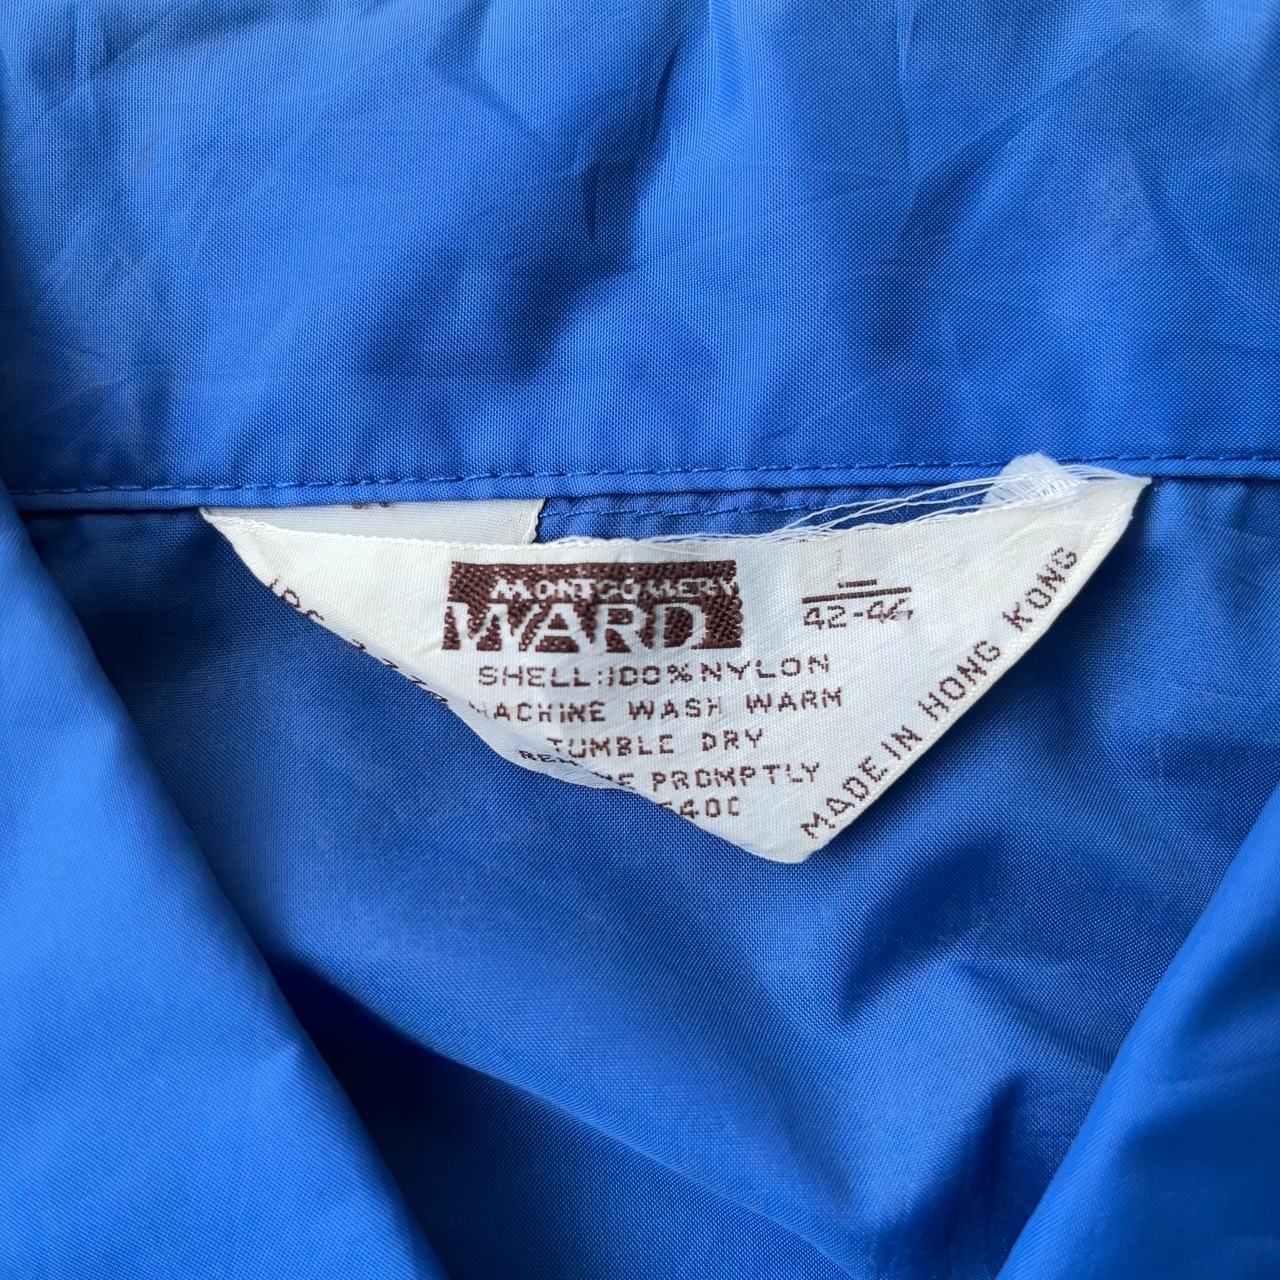 MONTGOMERY
WARD
42-44
SHELL:100%NYLON
MACHINE WASH WARM
TUMBLE DRY
PROMPTLY
MADE IN HONG KONG